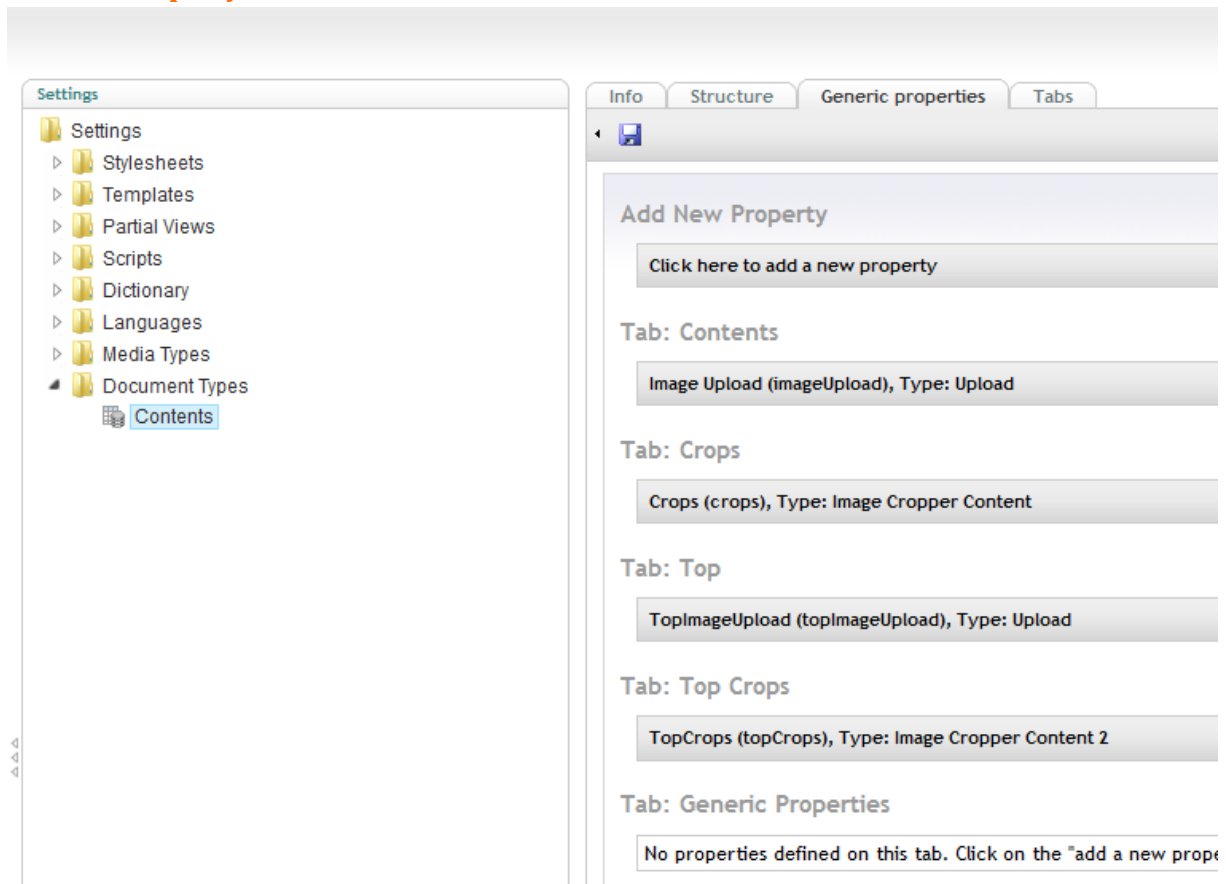 Settings
Settings
Stylesheets
Templates
Partial Views
Scripts
Dictionary
Languages
Media Types
Document Types
Contents
Info Structure Generic properties Tabs
Add New Property
Click here to add a new property
Tab: Contents
Image Upload (imageUpload), Type: Upload
Tab: Crops
Crops (crops), Type: Image Cropper Content
Tab: Top
TopImageUpload (topImageUpload), Type: Upload
Tab: Top Crops
TopCrops (topCrops), Type: Image Cropper Content 2
Tab: Generic Properties
No properties defined on this tab. Click on the "add a new prope